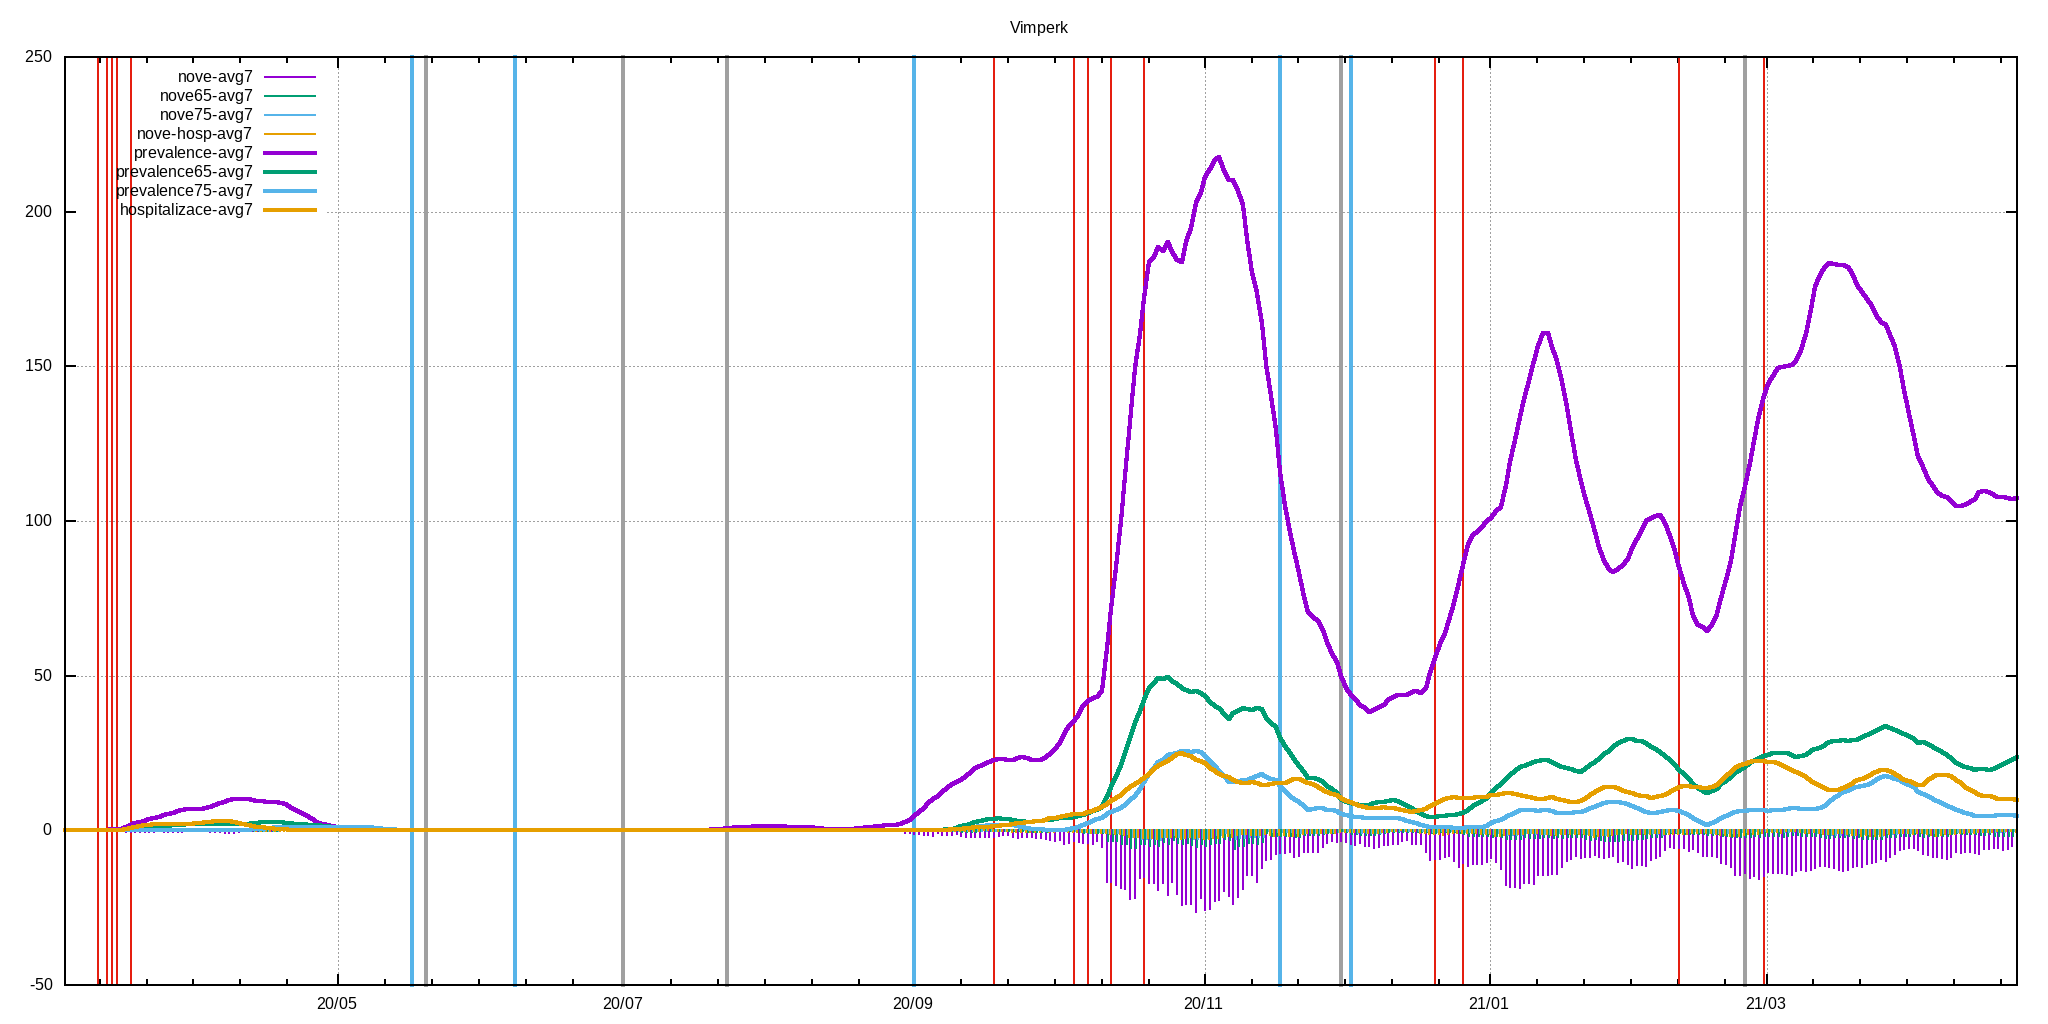 Vimperk
250
200
150
100
50
0
-50
nove-avg7
nove65-avg7
nove75-avg7
nove-hosp-avg7
prevalence-avg7
prevalence65-avg7
prevalence75-avg7
hospitalizace-avg7
20/05 20/07 20/09 20/11 21/01 21/03